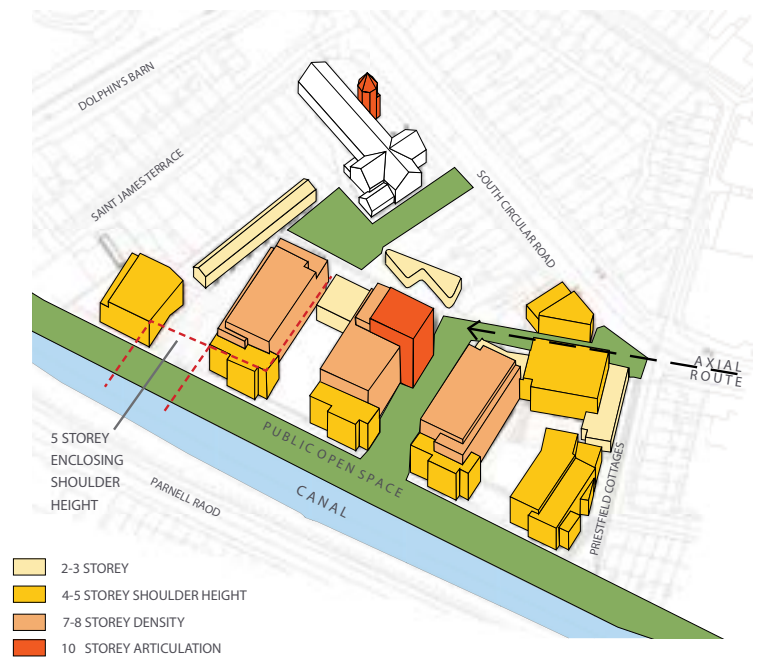 DOLPHIN'S BARN
SAINT JAMES TERRACE
SOUTH CIRCULAR ROAD
AXIAL
ROUTE
5 STOREY
ENCLOSING
SHOULDER
HEIGHT
PUBLIC OPEN SPACE
CANAL
PARNELL RAOD
PRIESTFIELD COTTAGES
2-3 STOREY
4-5 STOREY SHOULDER HEIGHT
7-8 STOREY DENSITY
10 STOREY ARTICULATION